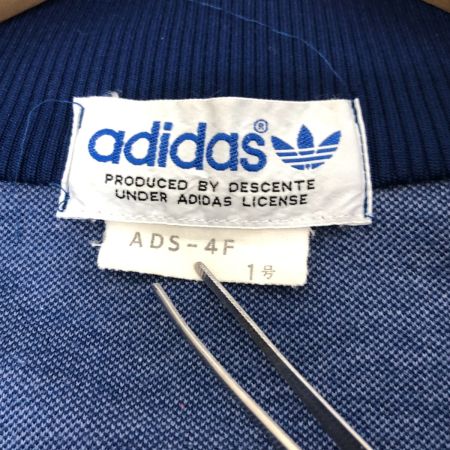 adidas®
PRODUCED BY DESCENTE
UNDER ADIDAS LICENSE
ADS-4F
1号